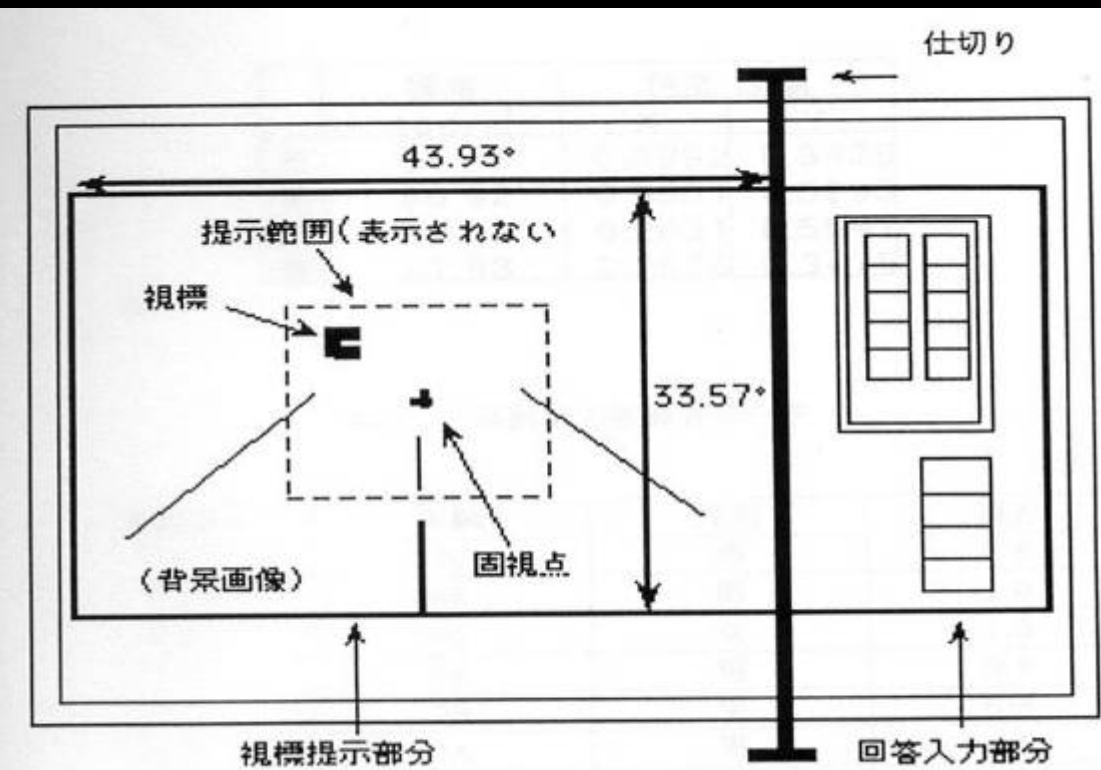 仕切り
43.93°
提示範囲(表示されない
視標
33.57°
固視点
(背景画像)
視標提示部分
回答入力部分